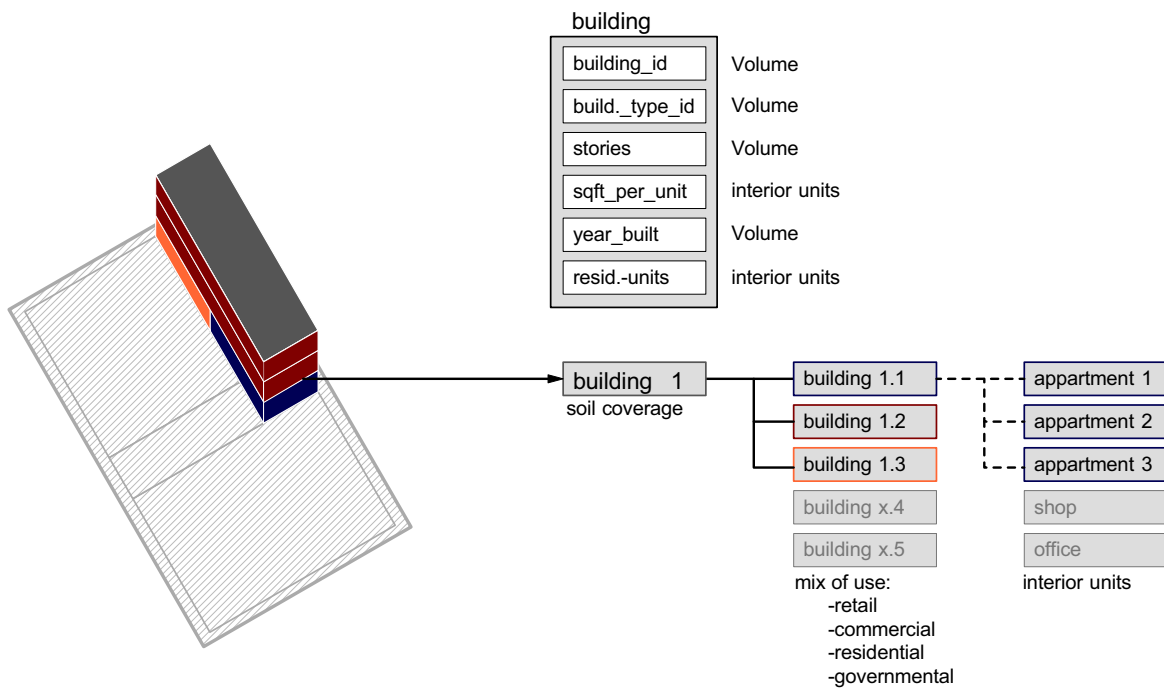 building
building_id Volume
build._type_id Volume
stories Volume
sqft_per_unit interior units
year_built Volume
resid.-units interior units
building 1 building 1.1 appartment 1
soil coverage
building 1.2 appartment 2
building 1.3 appartment 3
building x.4 shop
building x.5 office
mix of use: interior units
-retail
-commercial
-residential
-governmental